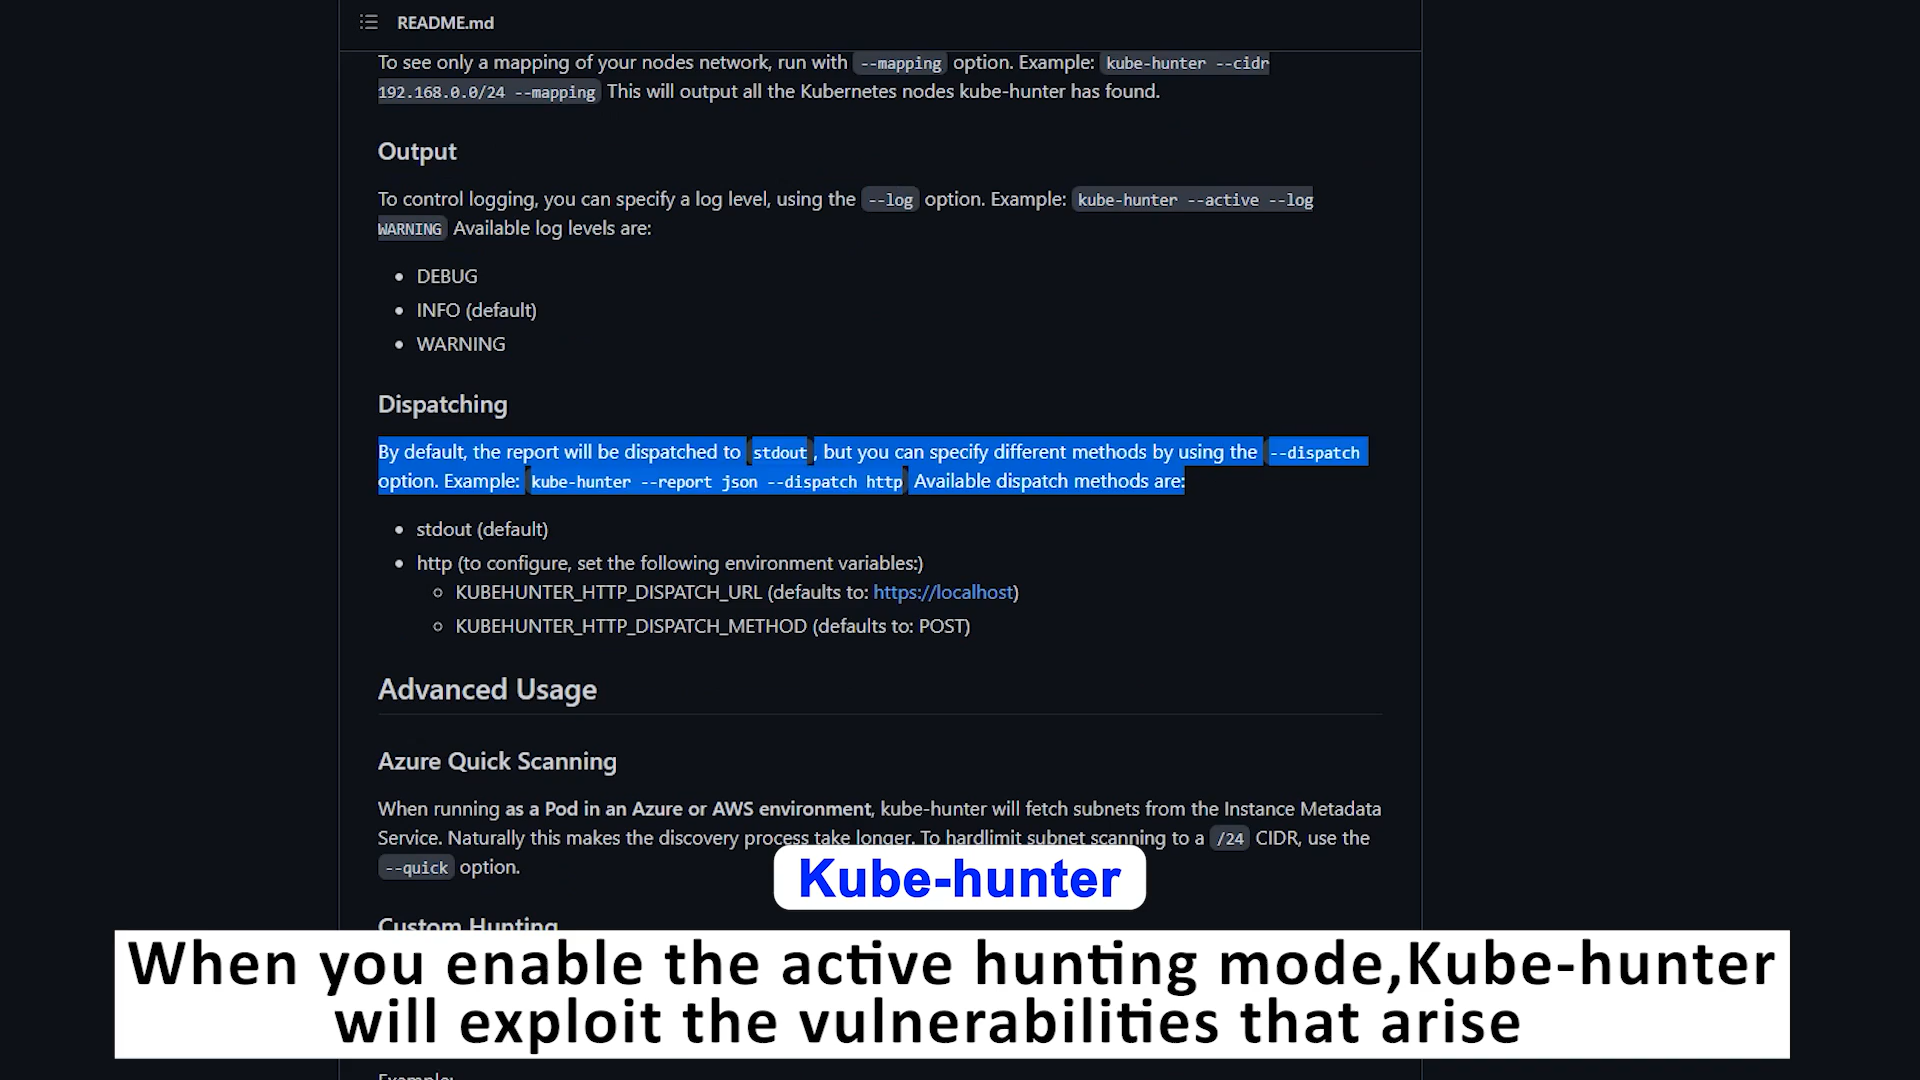 README.md
To see only a mapping of your nodes network, run with --mapping option. Example: kube-hunter --cidr
192.168.0.0/24 --mapping This will output all the Kubernetes nodes kube-hunter has found.
Output
To control logging, you can specify a log level, using the --log option. Example: kube-hunter --active --log
WARNING Available log levels are:
• DEBUG
• INFO (default)
• WARNING
Dispatching
By default, the report will be dispatched to stdout, but you can specify different methods by using the --dispatch
option. Example: kube-hunter --report json --dispatch http Available dispatch methods are:
• stdout (default)
• http (to configure, set the following environment variables:)
○ KUBEHUNTER_HTTP_DISPATCH_URL (defaults to: https://localhost)
○ KUBEHUNTER_HTTP_DISPATCH_METHOD (defaults to: POST)
Advanced Usage
Azure Quick Scanning
When running as a Pod in an Azure or AWS environment, kube-hunter will fetch subnets from the Instance Metadata
Service. Naturally this makes the discovery process take longer. To hardlimit subnet scanning to a /24 CIDR, use the
--quick option.
Kube-hunter
Custom Hunting
When you enable the active hunting mode,Kube-hunter
will exploit the vulnerabilities that arise
Example: